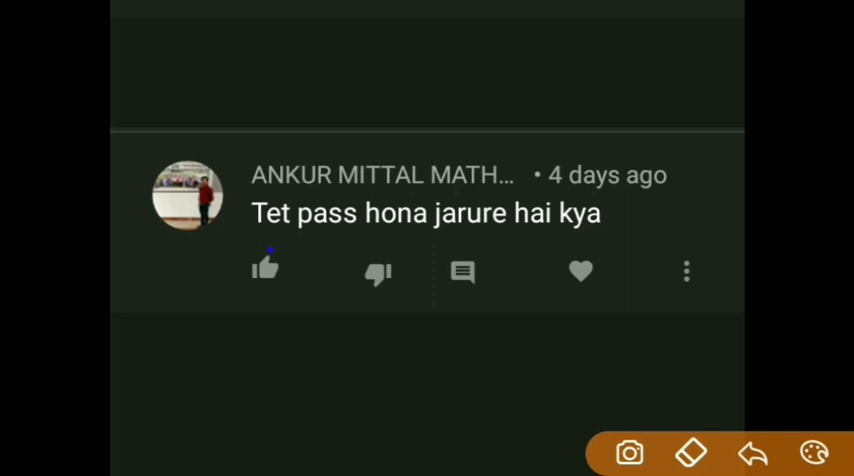 ANKUR MITTAL MATH... • 4 days ago
Tet pass hona jarure hai kya